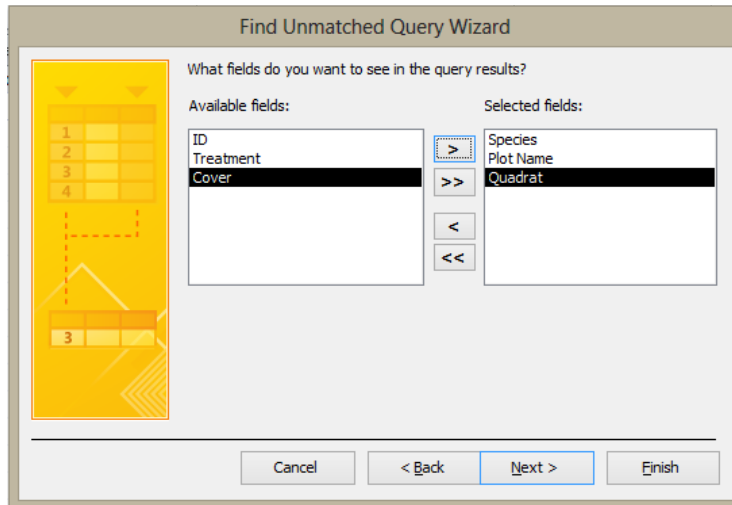 Find Unmatched Query Wizard
What fields do you want to see in the query results?
Available fields:
Selected fields:
1
2
3
4
3
ID
Treatment
Cover
>
>>
<
<<
Species
Plot Name
Quadrat
Cancel
< Back
Next >
Finish